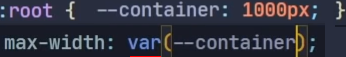 :root { --container: 1000px; }
max-width: var(--container);